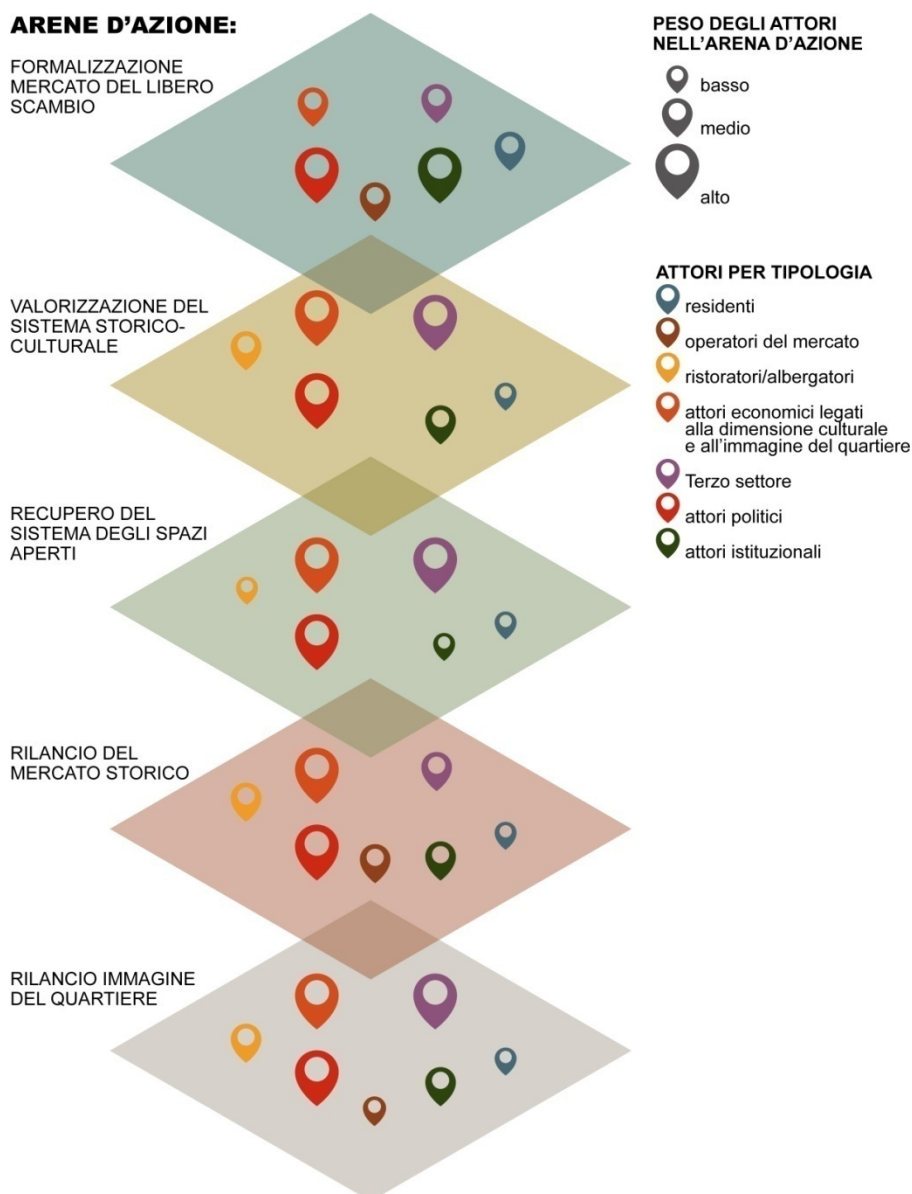 ARENE D'AZIONE:
FORMALIZZAZIONE
MERCATO DEL LIBERO
SCAMBIO
VALORIZZAZIONE DEL
SISTEMA STORICO-
CULTURALE
RECUPERO DEL
SISTEMA DEGLI SPAZI
APERTI
RILANCIO DEL
MERCATO STORICO
RILANCIO IMMAGINE
DEL QUARTIERE
PESO DEGLI ATTORI
NELL'ARENA D'AZIONE
basso
medio
alto
ATTORI PER TIPOLOGIA
residenti
operatori del mercato
ristoratori/albergatori
attori economici legati
alla dimensione culturale
e all'immagine del quartiere
Terzo settore
attori politici
attori istituzionali